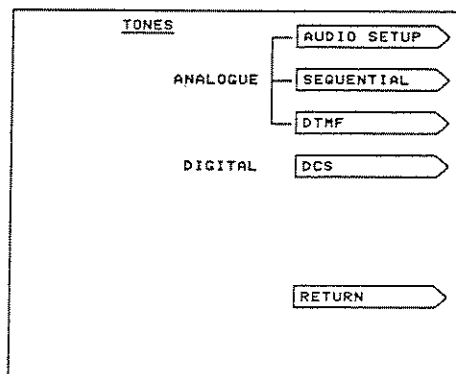 TONES
AUDIO SETUP
ANALOGUE SEQUENTIAL
DTMF
DIGITAL DCS
RETURN